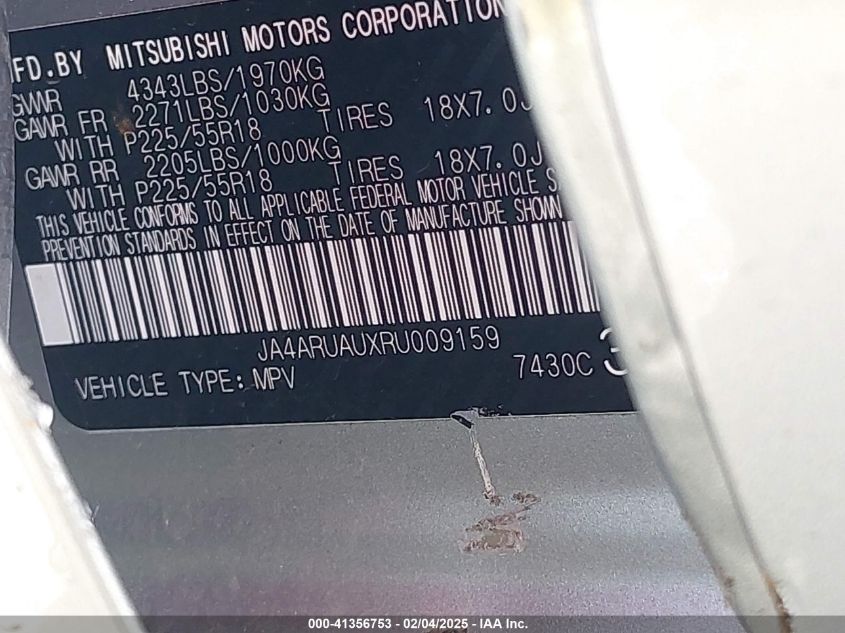 FD.BY MITSUBISHI MOTORS CORPORATION
GVWR 4343LBS/1970KG
GAWR FR 2271LBS/1030KG
WITH P225/55R18 TIRES 18X7.0J
GAWR RR 2205LBS/1000KG
WITH P225/55R18 TIRES 18X7.0J
THIS VEHICLE CONFORMS TO ALL APPLICABLE FEDERAL MOTOR VEHICLE S
PREVENTION STANDARDS IN EFFECT ON THE DATE OF MANUFACTURE SHOWN
JA4ARUAUXRU009159
VEHICLE TYPE: MPV 7430C 3
000-41356753 - 02/04/2025 - IAA Inc.